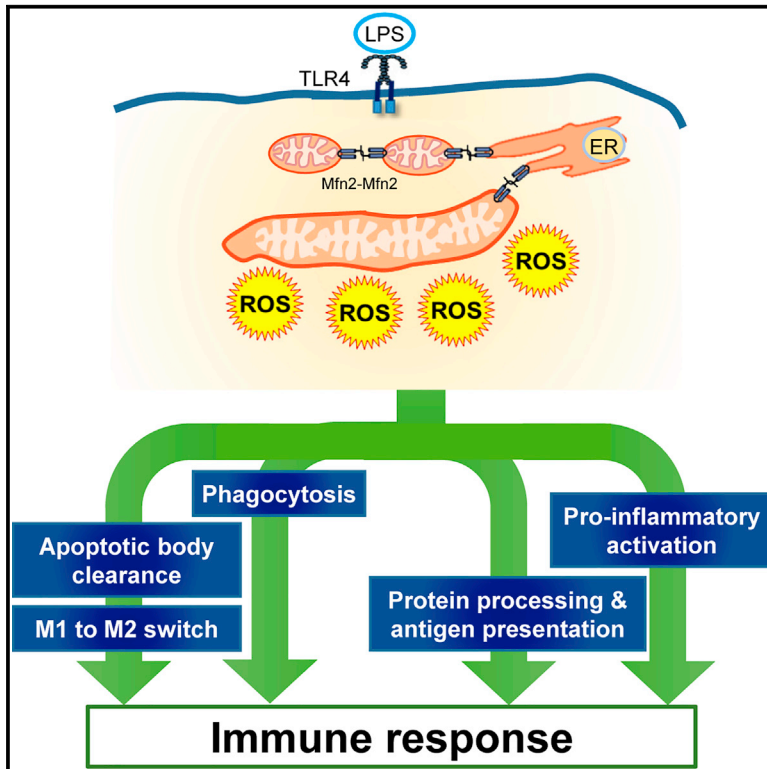 LPS
TLR4
ER
Mfn2-Mfn2
ROS
ROS
ROS
ROS
Phagocytosis
Pro-inflammatory
activation
Apoptotic body
clearance
Protein processing &
antigen presentation
M1 to M2 switch
Immune response